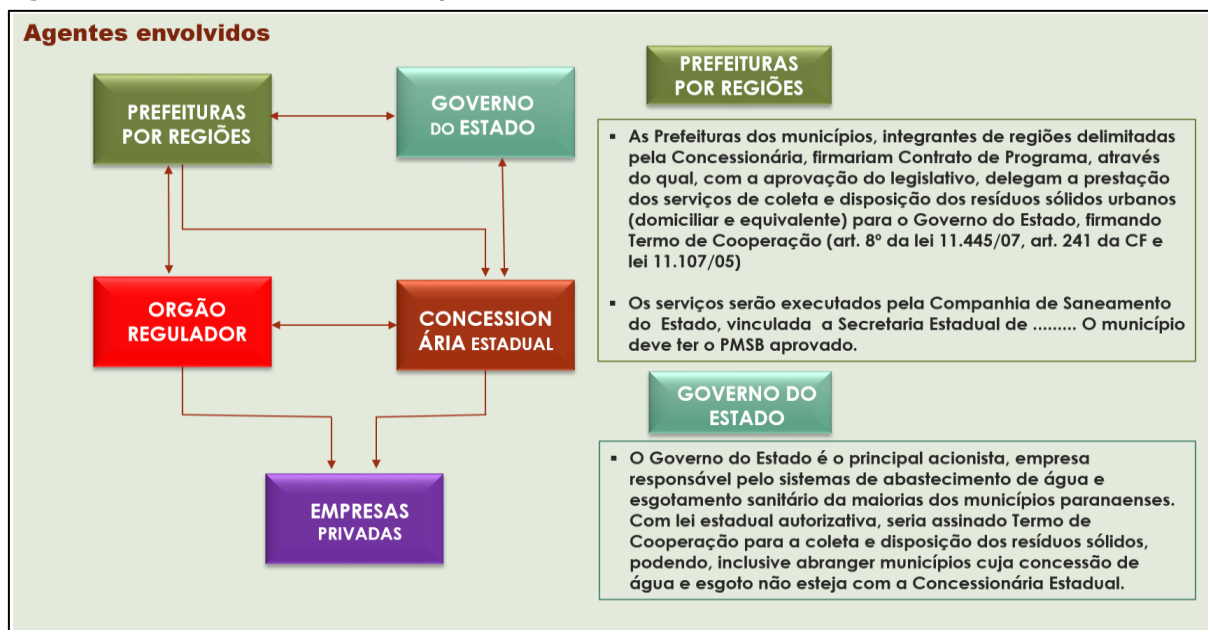 Agentes envolvidos
PREFEITURAS
POR REGIÕES
GOVERNO
DO ESTADO
ORGÃO
REGULADOR
CONCESSION
ÁRIA ESTADUAL
EMPRESAS
PRIVADAS
PREFEITURAS
POR REGIÕES
▪ As Prefeituras dos municípios, integrantes de regiões delimitadas
pela Concessionária, firmariam Contrato de Programa, através
do qual, com a aprovação do legislativo, delegam a prestação
dos serviços de coleta e disposição dos resíduos sólidos urbanos
(domiciliar e equivalente) para o Governo do Estado, firmando
Termo de Cooperação (art. 8º da lei 11.445/07, art. 241 da CF e
lei 11.107/05)
▪ Os serviços serão executados pela Companhia de Saneamento
do Estado, vinculada a Secretaria Estadual de ......... O município
deve ter o PMSB aprovado.
GOVERNO DO
ESTADO
▪ O Governo do Estado é o principal acionista, empresa
responsável pelo sistemas de abastecimento de água e
esgotamento sanitário da maiorias dos municípios paranaenses.
Com lei estadual autorizativa, seria assinado Termo de
Cooperação para a coleta e disposição dos resíduos sólidos,
podendo, inclusive abranger municípios cuja concessão de
água e esgoto não esteja com a Concessionária Estadual.